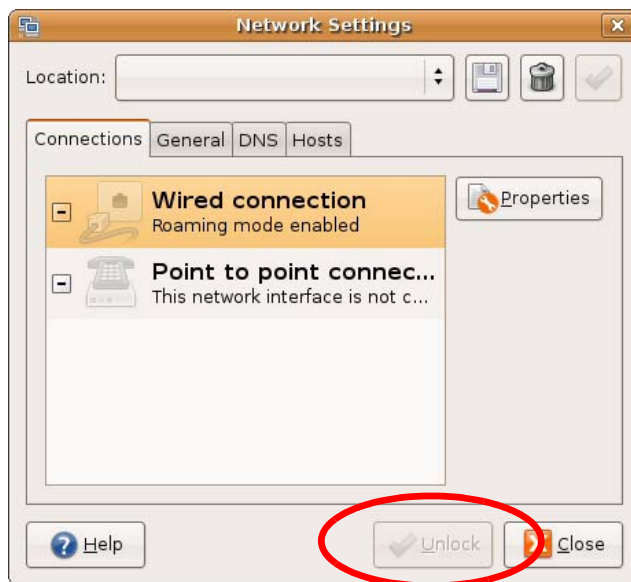 Network Settings
Location:
Connections General DNS Hosts
Wired connection
Roaming mode enabled
Properties
Point to point connec...
This network interface is not c...
Help Unlock Close